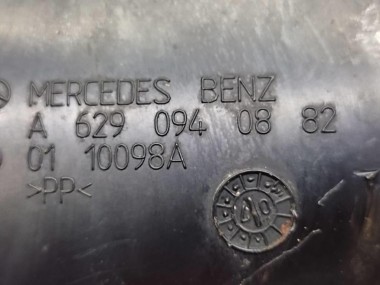 MERCEDES BENZ
A 629 094 08 82
01 10098A
>PP<